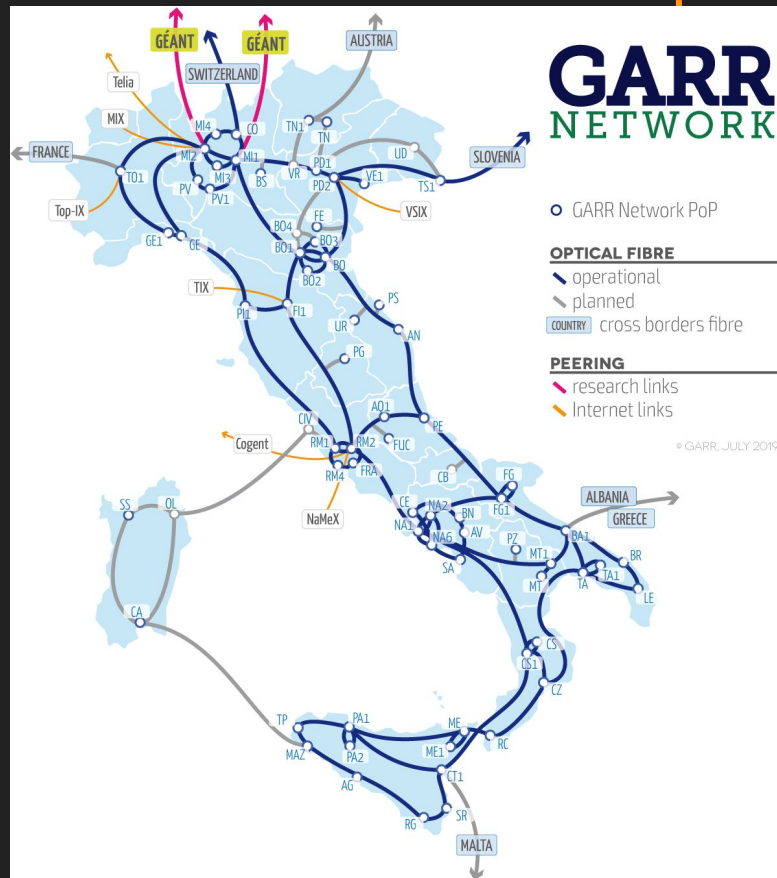 GÉANT
GÉANT
AUSTRIA
SWITZERLAND
Telia
MIX
FRANCE
Top-IX
SLOVENIA
VSIX
TIX
Cogent
NaMeX
ALBANIA
GREECE
MALTA
MI4
CO
MI2
MI1
MI3
PV
PV1
BS
TN1
TN
VR
PD1
PD2
UD
VE1
TS1
TO1
GE1
GE
FE
BO4
BO3
BO1
BO
BO2
PI1
FI1
PS
UR
AN
PG
CIV
RM1
RM2
RM4
FRA
AQ1
FUC
PE
CB
FG
FG1
CE
NA2
BN
NA1
NA6
AV
SA
PZ
MT1
MT
BA1
BR
TA
TA1
LE
SS
OL
CA
CS
CS1
CZ
TP
PA1
PA2
MAZ
AG
ME
ME1
RC
CT1
RG
SR
GARR
NETWORK
GARR Network PoP
OPTICAL FIBRE
operational
planned
COUNTRY cross borders fibre
PEERING
research links
Internet links
© GARR, JULY 2019